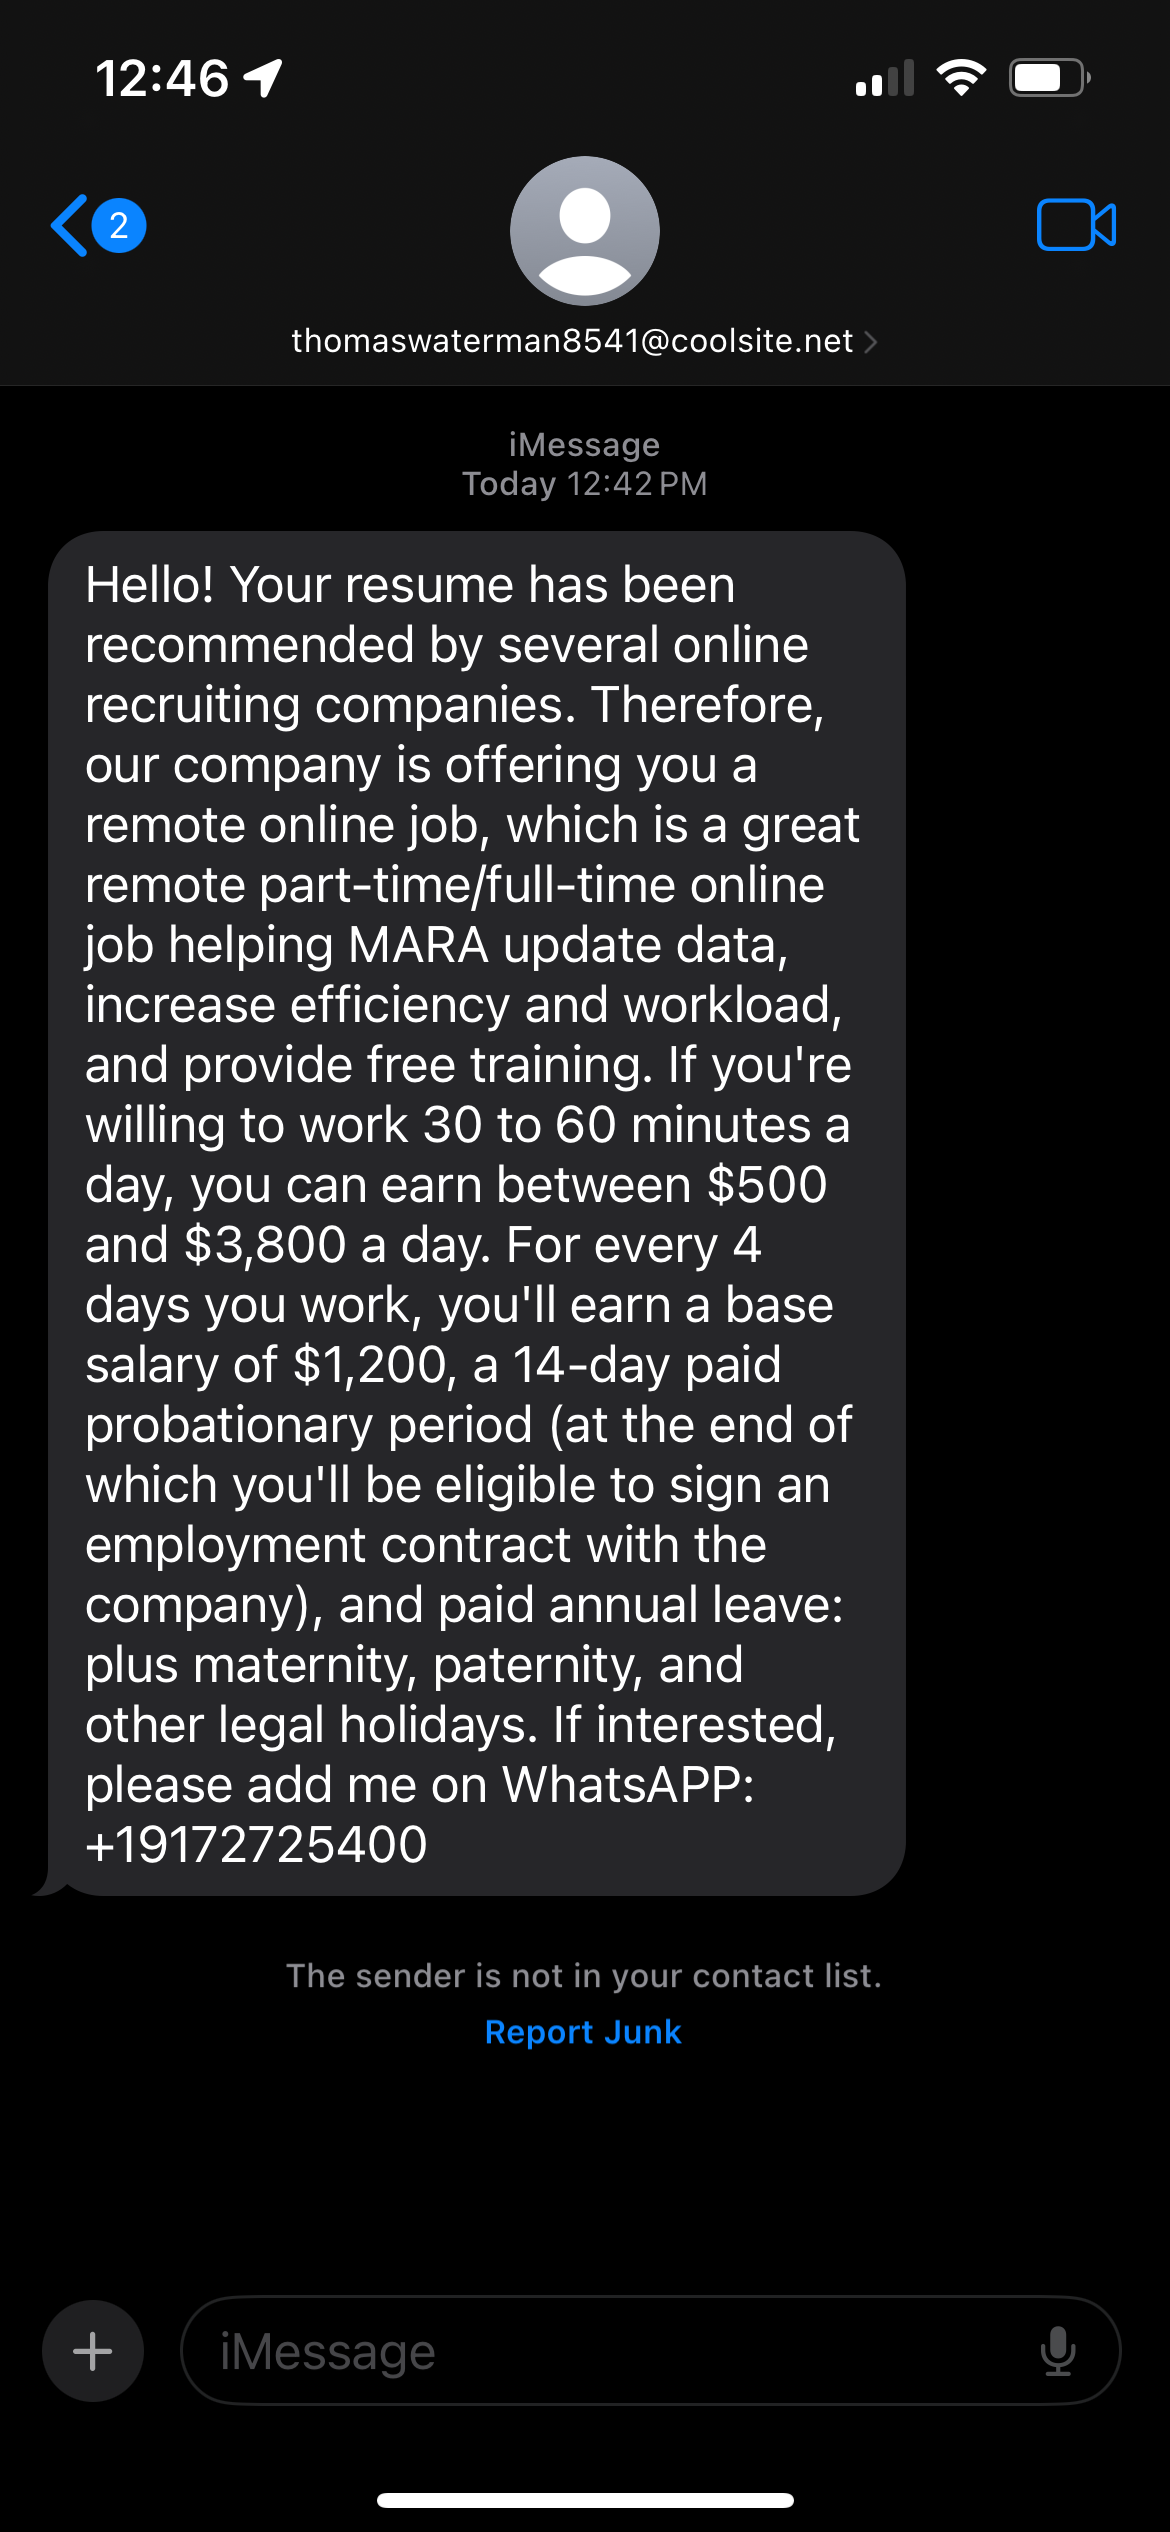 12:46
2
thomaswaterman8541@coolsite.net
iMessage
Today 12:42 PM
Hello! Your resume has been
recommended by several online
recruiting companies. Therefore,
our company is offering you a
remote online job, which is a great
remote part-time/full-time online
job helping MARA update data,
increase efficiency and workload,
and provide free training. If you're
willing to work 30 to 60 minutes a
day, you can earn between $500
and $3,800 a day. For every 4
days you work, you'll earn a base
salary of $1,200, a 14-day paid
probationary period (at the end of
which you'll be eligible to sign an
employment contract with the
company), and paid annual leave:
plus maternity, paternity, and
other legal holidays. If interested,
please add me on WhatsAPP:
+19172725400
The sender is not in your contact list.
Report Junk
iMessage